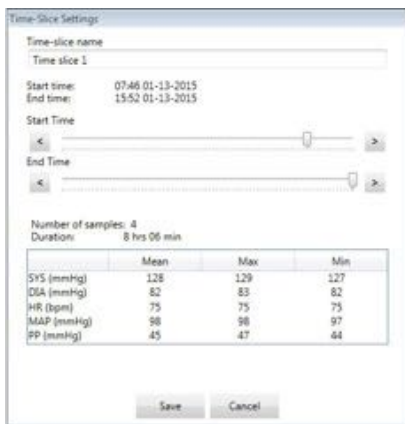 Time-Slice Settings
Time-slice name
Time slice 1
Start time: 07:46 01-13-2015
End time: 15:52 01-13-2015
Start Time
< >
End Time
< >
Number of samples: 4
Duration: 8 hrs 06 min
Mean Max Min
SYS (mmHg) 128 129 127
DIA (mmHg) 82 83 82
HR (bpm) 75 75 75
MAP (mmHg) 98 98 97
PP (mmHg) 45 47 44
Save Cancel